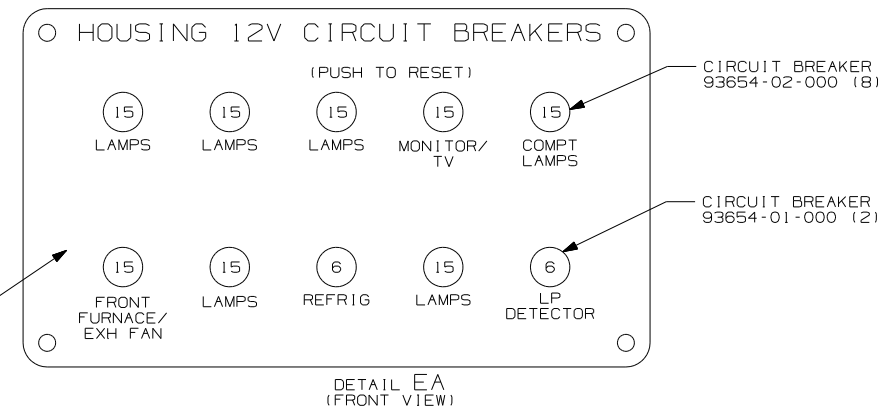 HOUSING 12V CIRCUIT BREAKERS
(PUSH TO RESET)
CIRCUIT BREAKER
93654-02-000 (8)
15 15 15 15 15
LAMPS LAMPS LAMPS MONITOR/
TV COMPT
LAMPS
CIRCUIT BREAKER
93654-01-000 (2)
15 15 6 15 6
FRONT
FURNACE/
EXH FAN LAMPS REFRIG LAMPS LP
DETECTOR
DETAIL EA
(FRONT VIEW)